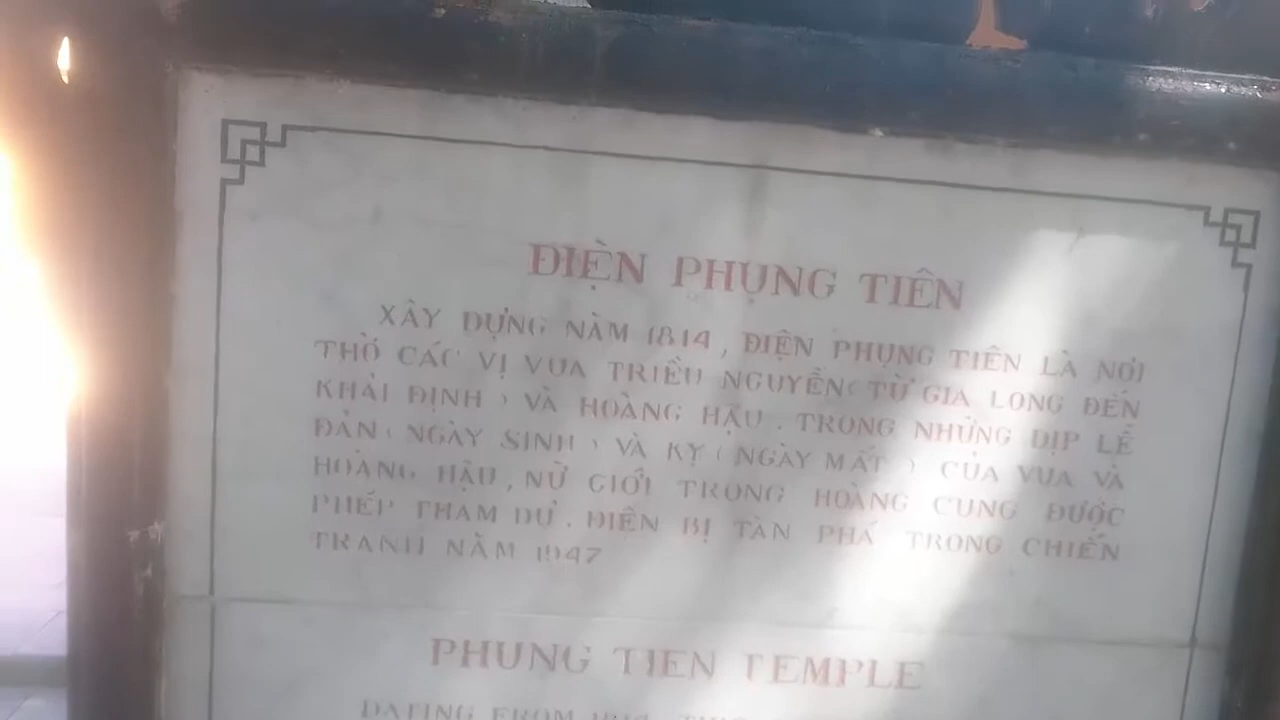 ĐIỆN PHỤNG TIÊN
XÂY DỰNG NĂM 1814, ĐIỆN PHỤNG TIÊN LÀ NƠI
THỜ CÁC VỊ VUA TRIỀU NGUYỄN (TỪ GIA LONG ĐẾN
KHẢI ĐỊNH) VÀ HOÀNG HẬU. TRONG NHỮNG DỊP LỄ
ĐẢN (NGÀY SINH) VÀ KỴ (NGÀY MẤT) CỦA VUA VÀ
HOÀNG HẬU, NỮ GIỚI TRONG HOÀNG CUNG ĐƯỢC
PHÉP THAM DỰ. ĐIỆN BỊ TÀN PHÁ TRONG CHIẾN
TRANH NĂM 1947
PHUNG TIEN TEMPLE
DATING FROM 1814,